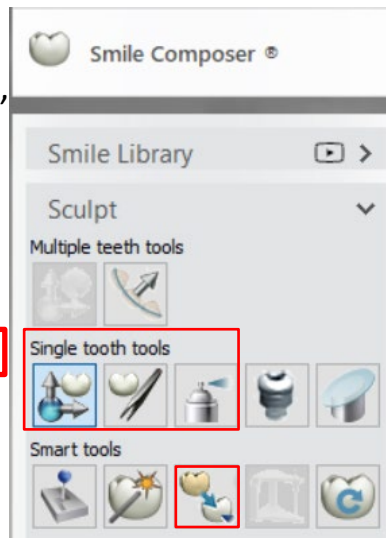 Smile Composer ®
,
Smile Library
Sculpt
Multiple teeth tools
Single tooth tools
Smart tools